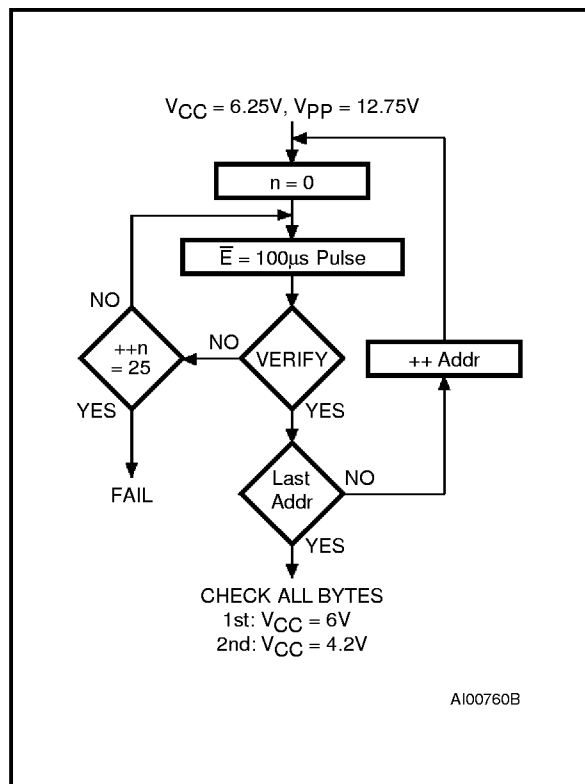 VCC = 6.25V, VPP = 12.75V
n = 0
E̅ = 100µs Pulse
NO
++n
= 25
NO
VERIFY
++ Addr
YES
YES
Last
Addr
NO
FAIL
YES
CHECK ALL BYTES
1st: VCC = 6V
2nd: VCC = 4.2V
AI00760B